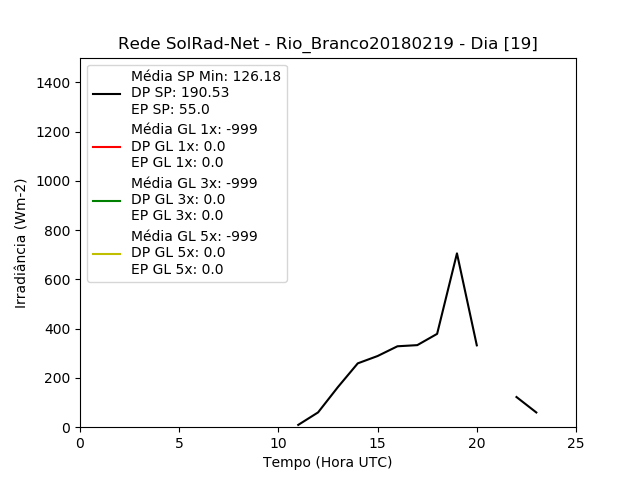 Rede SolRad-Net - Rio_Branco20180219 - Dia [19]
Média SP Min: 126.18
DP SP: 190.53
EP SP: 55.0
Média GL 1x: -999
DP GL 1x: 0.0
EP GL 1x: 0.0
Média GL 3x: -999
DP GL 3x: 0.0
EP GL 3x: 0.0
Média GL 5x: -999
DP GL 5x: 0.0
EP GL 5x: 0.0
Irradiância (Wm-2)
1400
1200
1000
800
600
400
200
0
0 5 10 15 20 25
Tempo (Hora UTC)